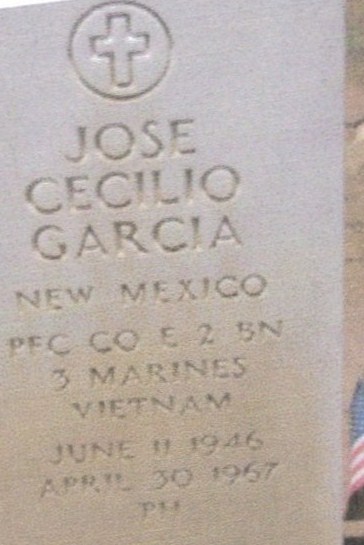 JOSE
CECILIO
GARCIA
NEW MEXICO
PFC CO E 2 BN
3 MARINES
VIETNAM
JUNE 11 1946
APRIL 30 1967
PH